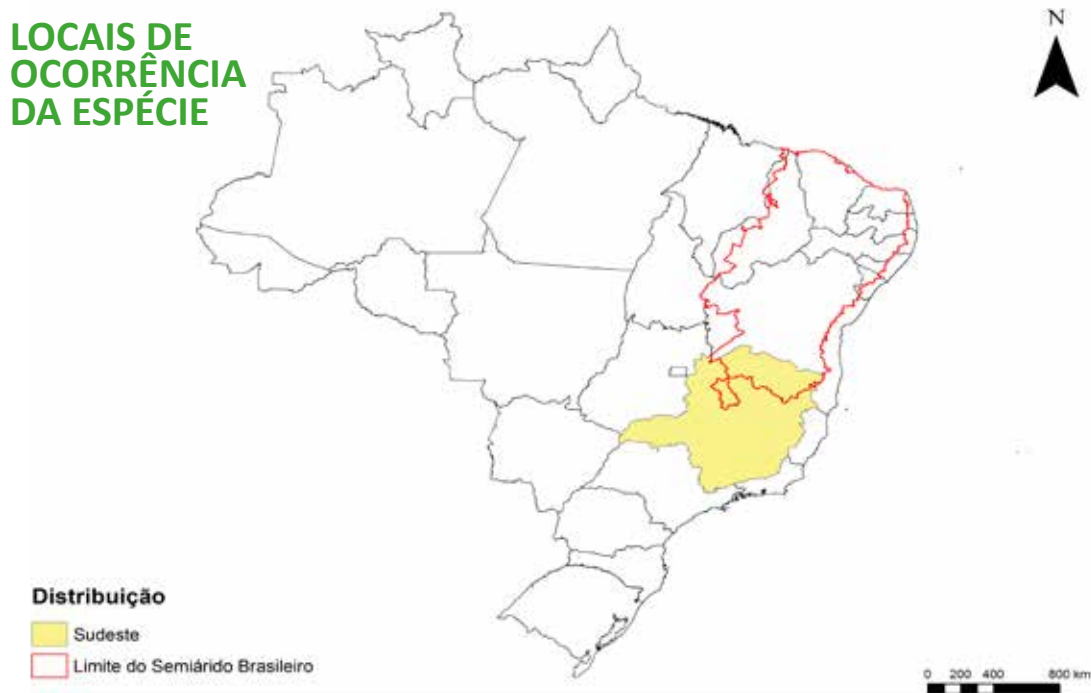 LOCAIS DE
OCORRÊNCIA
DA ESPÉCIE
N
Distribuição
Sudeste
Limite do Semiárido Brasileiro
0 200 400 800 km